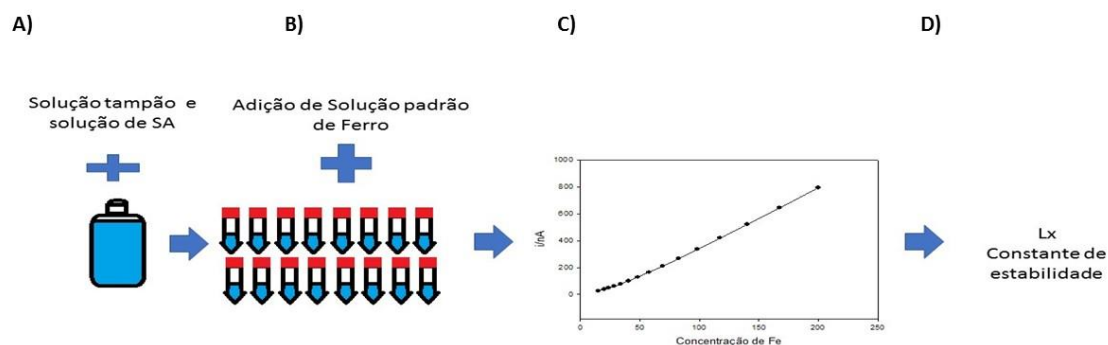 A)
B)
C)
D)
Solução tampão e
solução de SA
Adição de Solução padrão
de Ferro
1000
800
600
400
200
0
i/nA
0
50
100
150
200
250
Concentração de Fe
Lx
Constante de
estabilidade